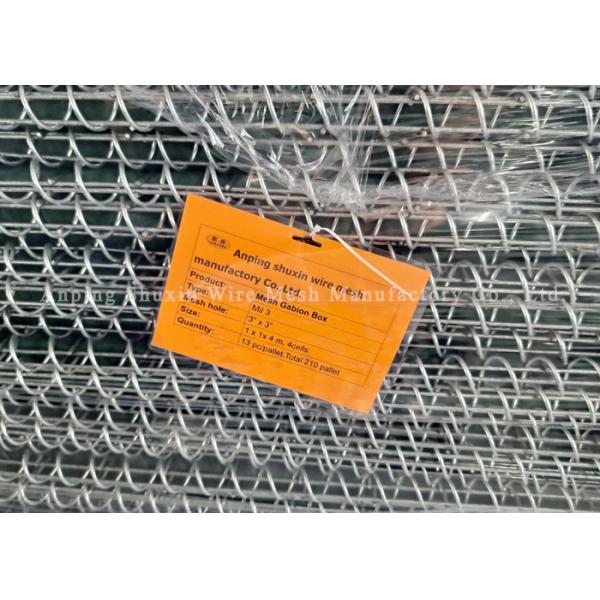 Anping shuxin wire mesh
manufactory Co., Ltd.
Product: Mesh Gabion Box
Type: Mil 3
Mesh hole: 3" x 3"
Size: 1 x 1x 4 m, 4cells
Quantity: 13 pc/pallet.Total 210 pallet
Anping Shuxin Wire Mesh Manufactory Co., Ltd.